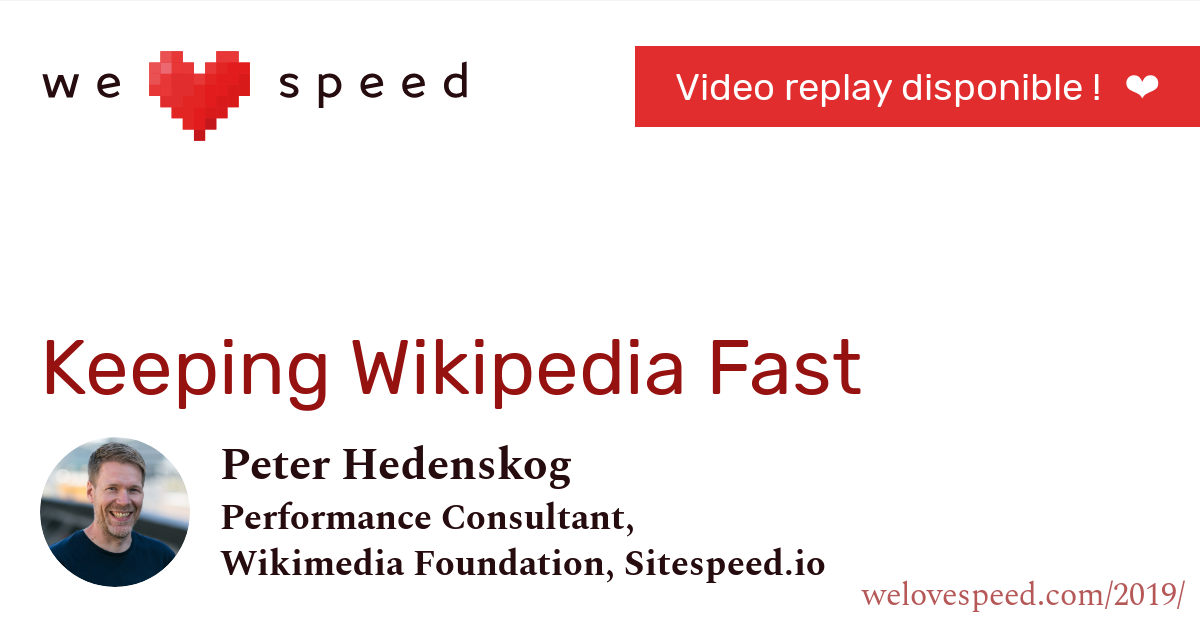 we speed
Video replay disponible ! ❤
Keeping Wikipedia Fast
Peter Hedenskog
Performance Consultant,
Wikimedia Foundation, Sitespeed.io
welovespeed.com/2019/